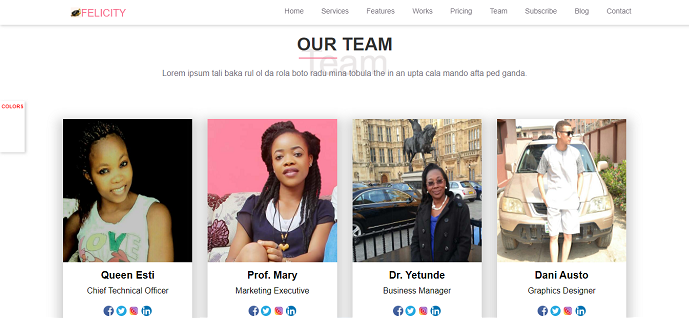 FELICITY
Home Services Features Works Pricing Team Subscribe Blog Contact
OUR TEAM
Team
Lorem ipsum tali baka rul ol da rola boto radu mina tobula the in an upta cala mando afta ped ganda
COLORS
LOVE
Queen Esti
Chief Technical Officer
Prof. Mary
Marketing Executive
Dr. Yetunde
Business Manager
Dani Austo
Graphics Designer